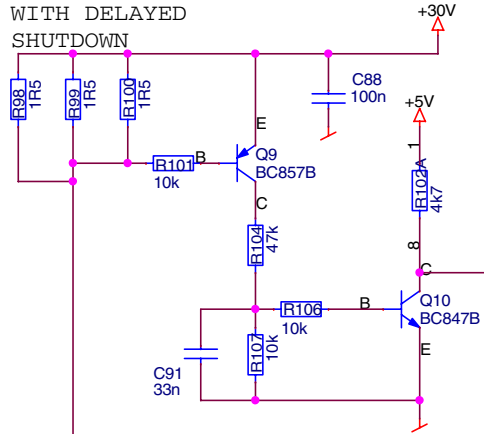 WITH DELAYED
SHUTDOWN
+30V
R98
1R5
R99
1R5
R100
1R5
C88
100n
+5V
E
Q9
BC857B
B
R101
10k
C
1
R102A
4k7
8
R104
47k
C
Q10
BC847B
B
R106
10k
E
R107
10k
C91
33n